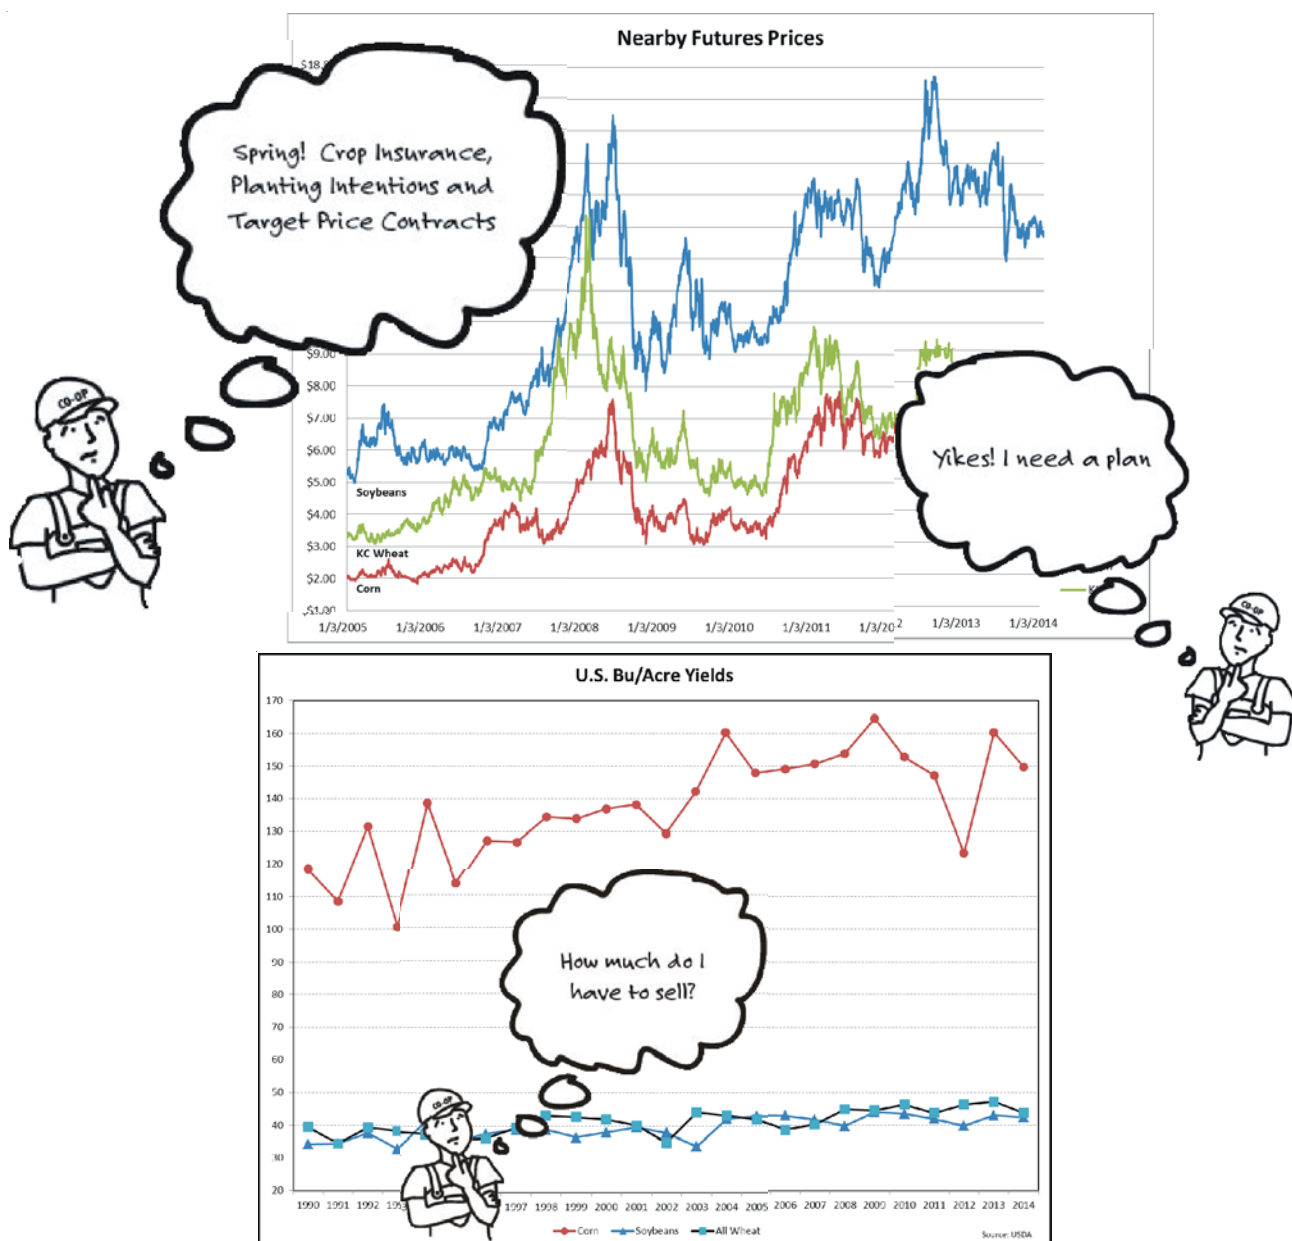 Nearby Futures Prices
Spring! Crop Insurance,
Planting Intentions and
Target Price Contracts
$9.00
$8.00
$7.00
$6.00
$5.00
$4.00
$3.00
$2.00
$1.00
Soybeans
KC Wheat
Corn
CO-OP
Yikes! I need a plan
1/3/2005 1/3/2006 1/3/2007 1/3/2008 1/3/2009 1/3/2010 1/3/2011 1/3/2013 1/3/2014
CO-OP
U.S. Bu/Acre Yields
170
160
150
140
130
120
110
100
90
80
70
60
50
40
30
20
How much do I
have to sell?
CO-OP
1990 1991 1992 1997 1998 1999 2000 2001 2002 2003 2004 2005 2006 2007 2008 2009 2010 2011 2012 2013 2014
Corn Soybeans All Wheat
Source: USDA